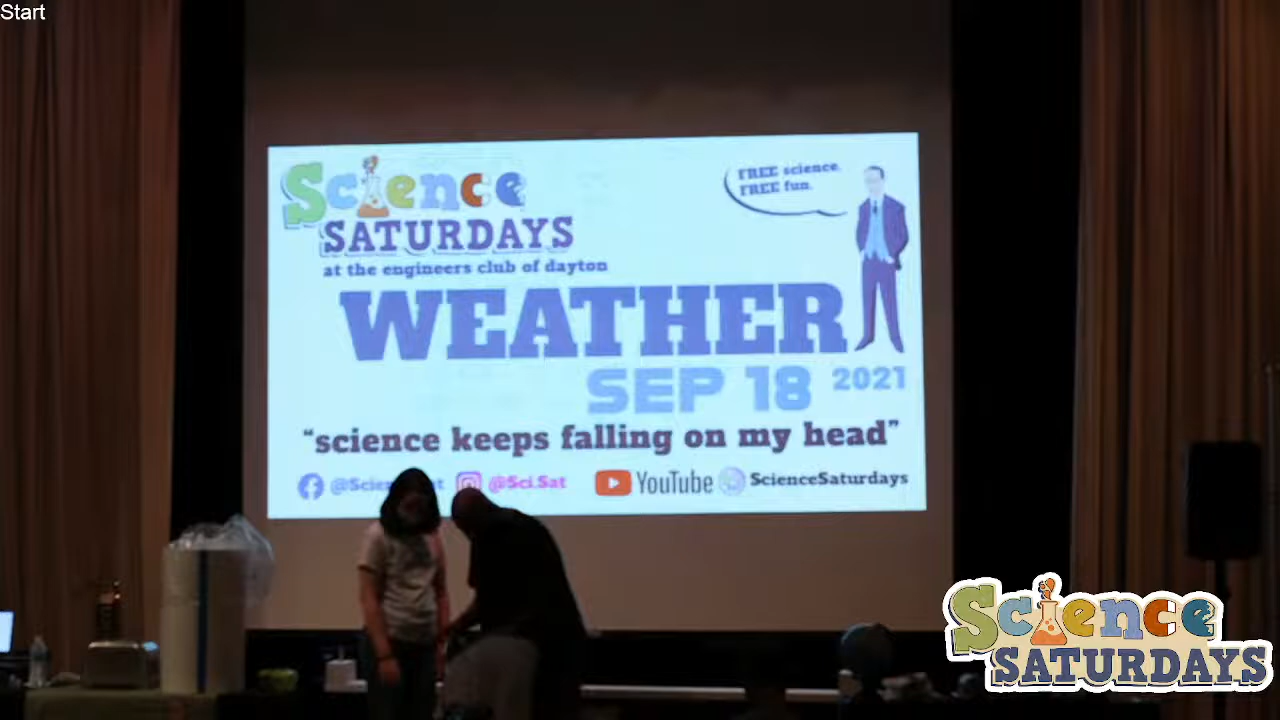 Start
Science
SATURDAYS
at the engineers club of dayton
FREE science.
FREE fun.
WEATHER
SEP 18 2021
"science keeps falling on my head"
@Sci.Sat
YouTube
ScienceSaturdays
Science
SATURDAYS